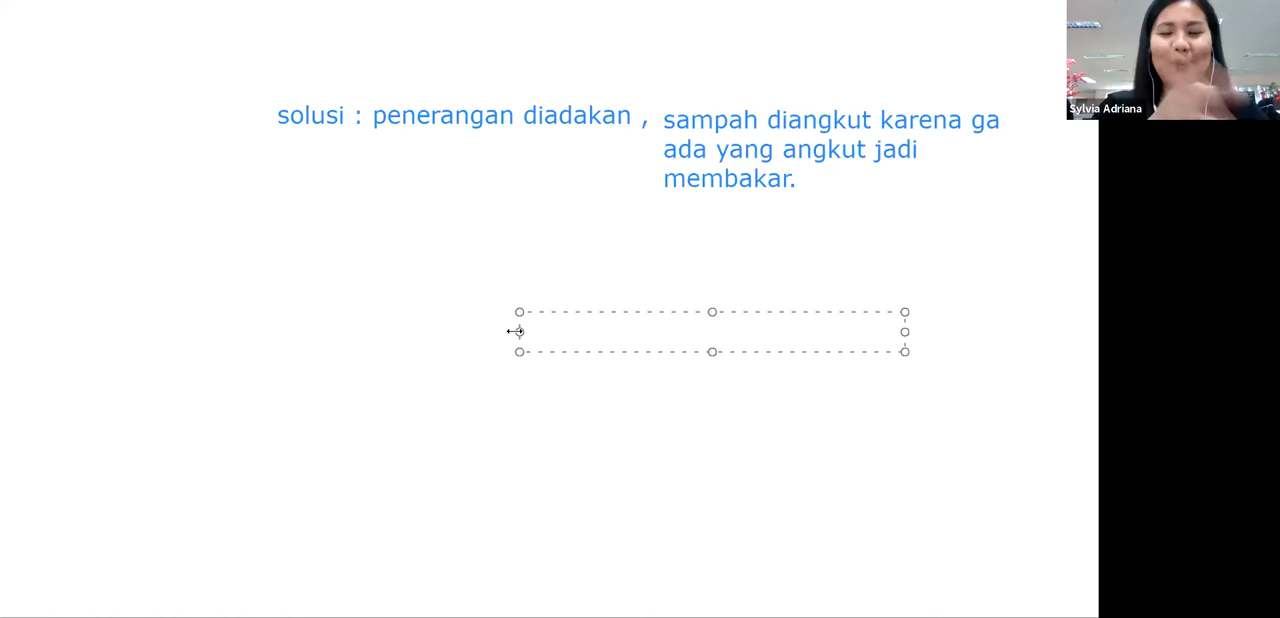 solusi : penerangan diadakan ,
sampah diangkut karena ga
ada yang angkut jadi
membakar.
Sylvia Adriana